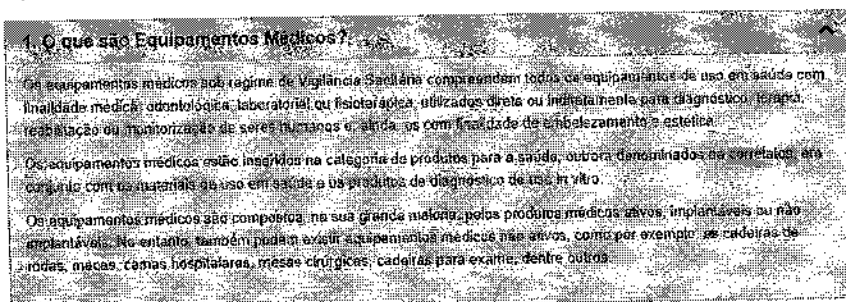 1. O que são Equipamentos Médicos?
Os equipamentos médicos sob regime de Vigilância Sanitária compreendem todos os equipamentos de uso em saúde com
finalidade médica, odontológica, laboratorial ou fisioterápica, utilizados direta ou indiretamente para diagnóstico, terapia,
reabilitação ou monitorização de seres humanos e, ainda, os com finalidade de embelezamento e estética.
Os equipamentos médicos estão inseridos na categoria de produtos para a saúde, outrora denominados de correlatos, em
conjunto com os materiais de uso em saúde e os produtos de diagnóstico de uso in vitro.
Os equipamentos médicos são compostos, na sua grande maioria, pelos produtos médicos ativos, implantáveis ou não
implantáveis. No entanto, também podem existir equipamentos médicos não ativos, como por exemplo, as cadeiras de
rodas, macas, camas hospitalares, mesas cirúrgicas, cadeiras para exame, dentre outros.